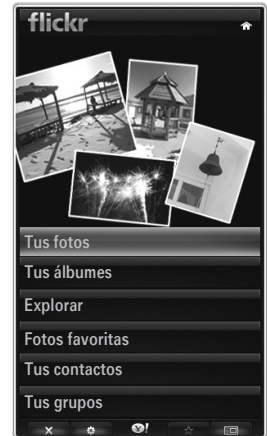 flickr
Tus fotos
Tus álbumes
Explorar
Fotos favoritas
Tus contactos
Tus grupos
Y!